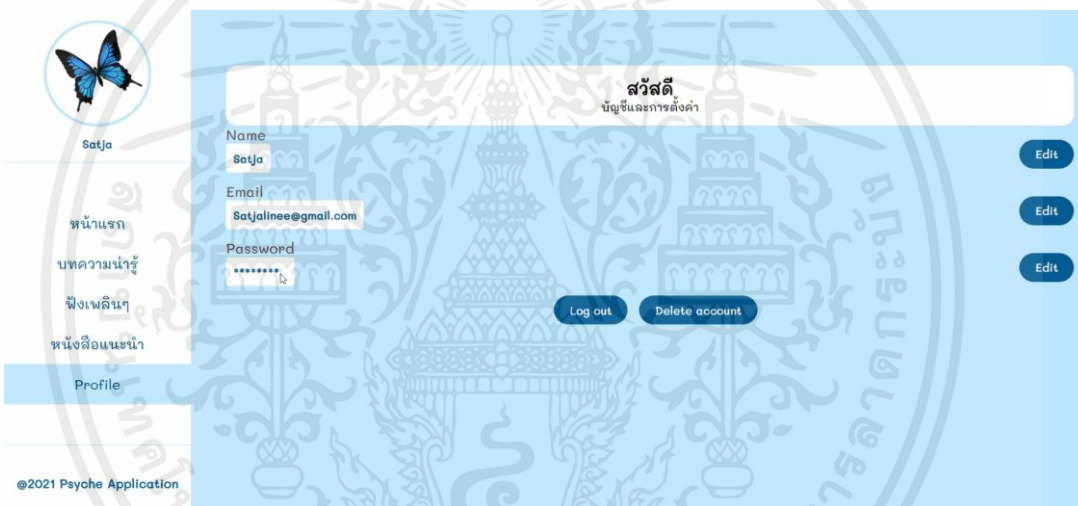 Satja
หน้าแรก
บทความน่ารู้
ฟังเพลินๆ
หนังสือแนะนำ
Profile
@2021 Psyche Application
สวัสดี
บัญชีและการตั้งค่า
Name
Satja
Edit
Email
Satjalinee@gmail.com
Edit
Password
********
Edit
Log out
Delete account